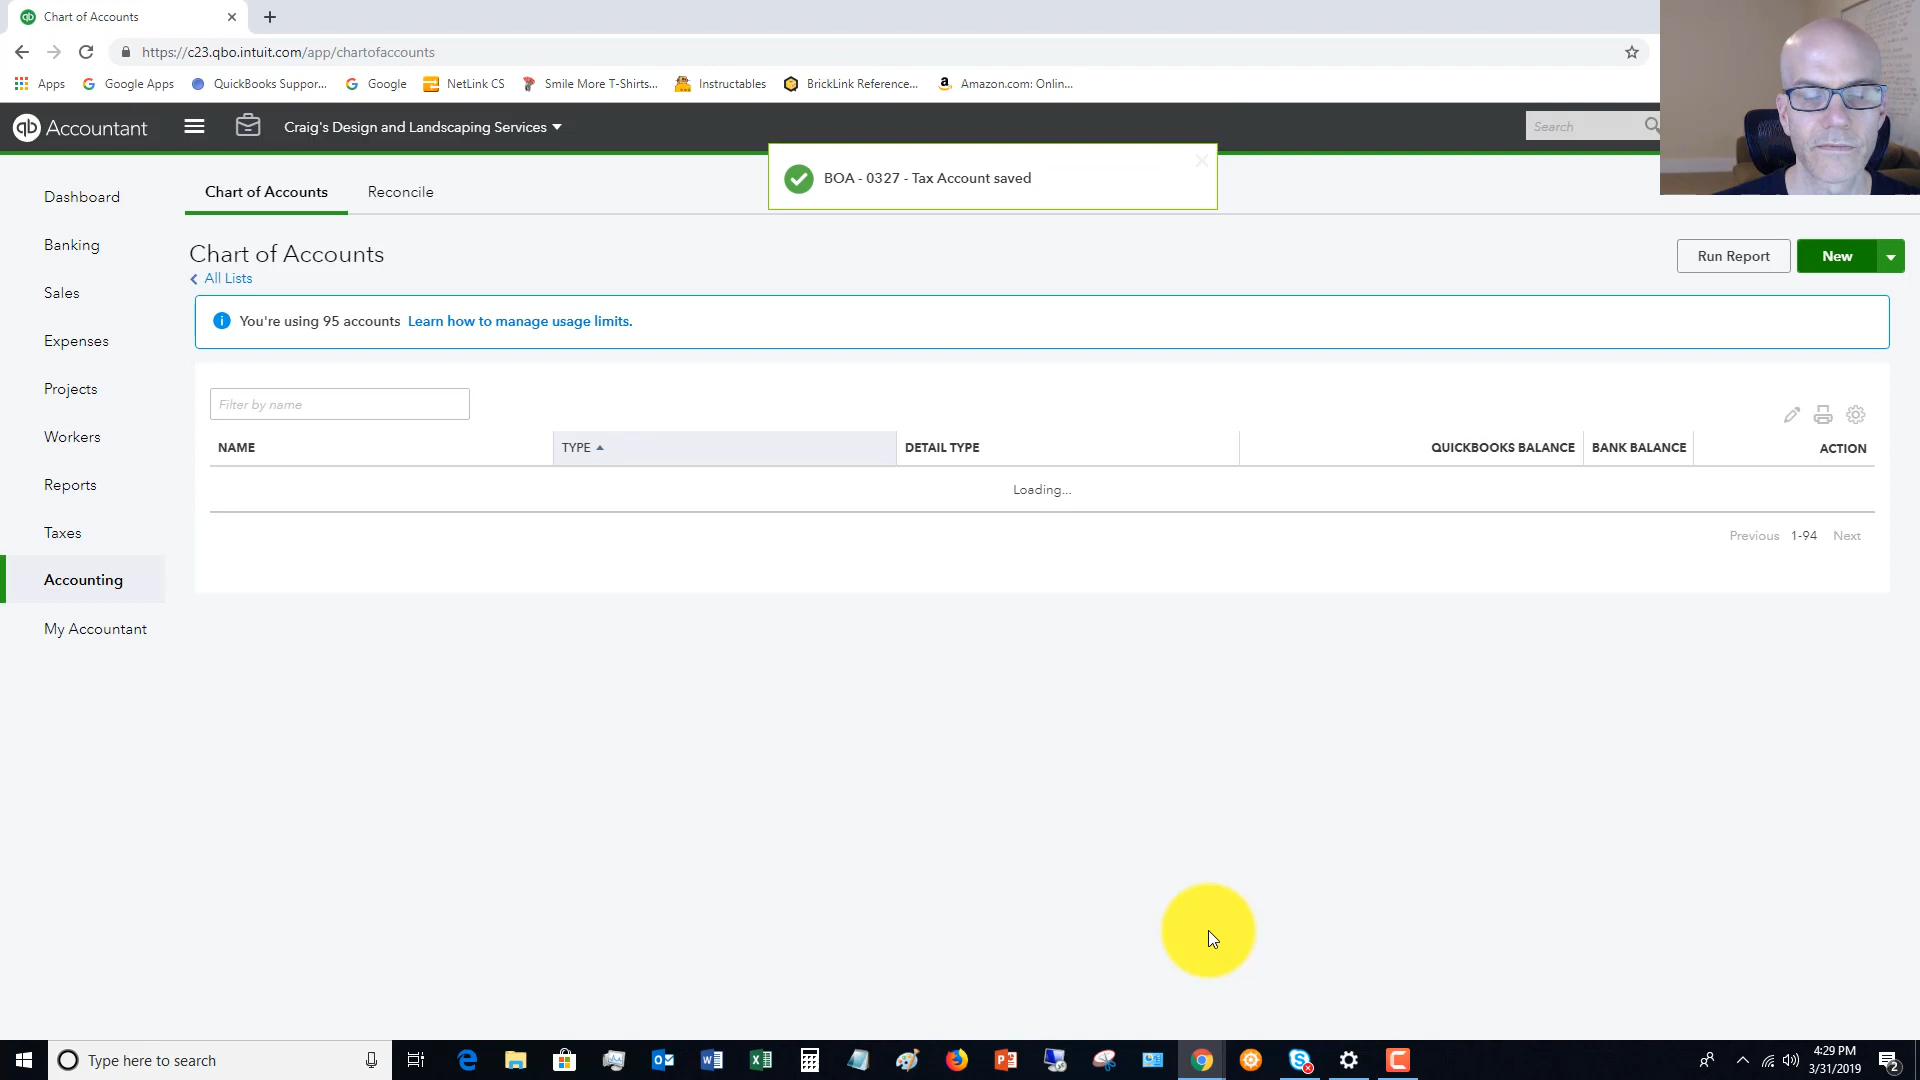 Chart of Accounts
https://c23.qbo.intuit.com/app/chartofaccounts
Apps Google Apps QuickBooks Suppor... Google NetLink CS Smile More T-Shirts... Instructables BrickLink Reference... Amazon.com: Onlin...
qb Accountant Craig's Design and Landscaping Services Search
BOA - 0327 - Tax Account saved
Dashboard
Banking
Sales
Expenses
Projects
Workers
Reports
Taxes
Accounting
My Accountant
Chart of Accounts Reconcile
Chart of Accounts
All Lists
Run Report New
You're using 95 accounts Learn how to manage usage limits.
Filter by name
NAME TYPE DETAIL TYPE QUICKBOOKS BALANCE BANK BALANCE ACTION
Loading...
Previous 1-94 Next
Type here to search
4:29 PM
3/31/2019
2